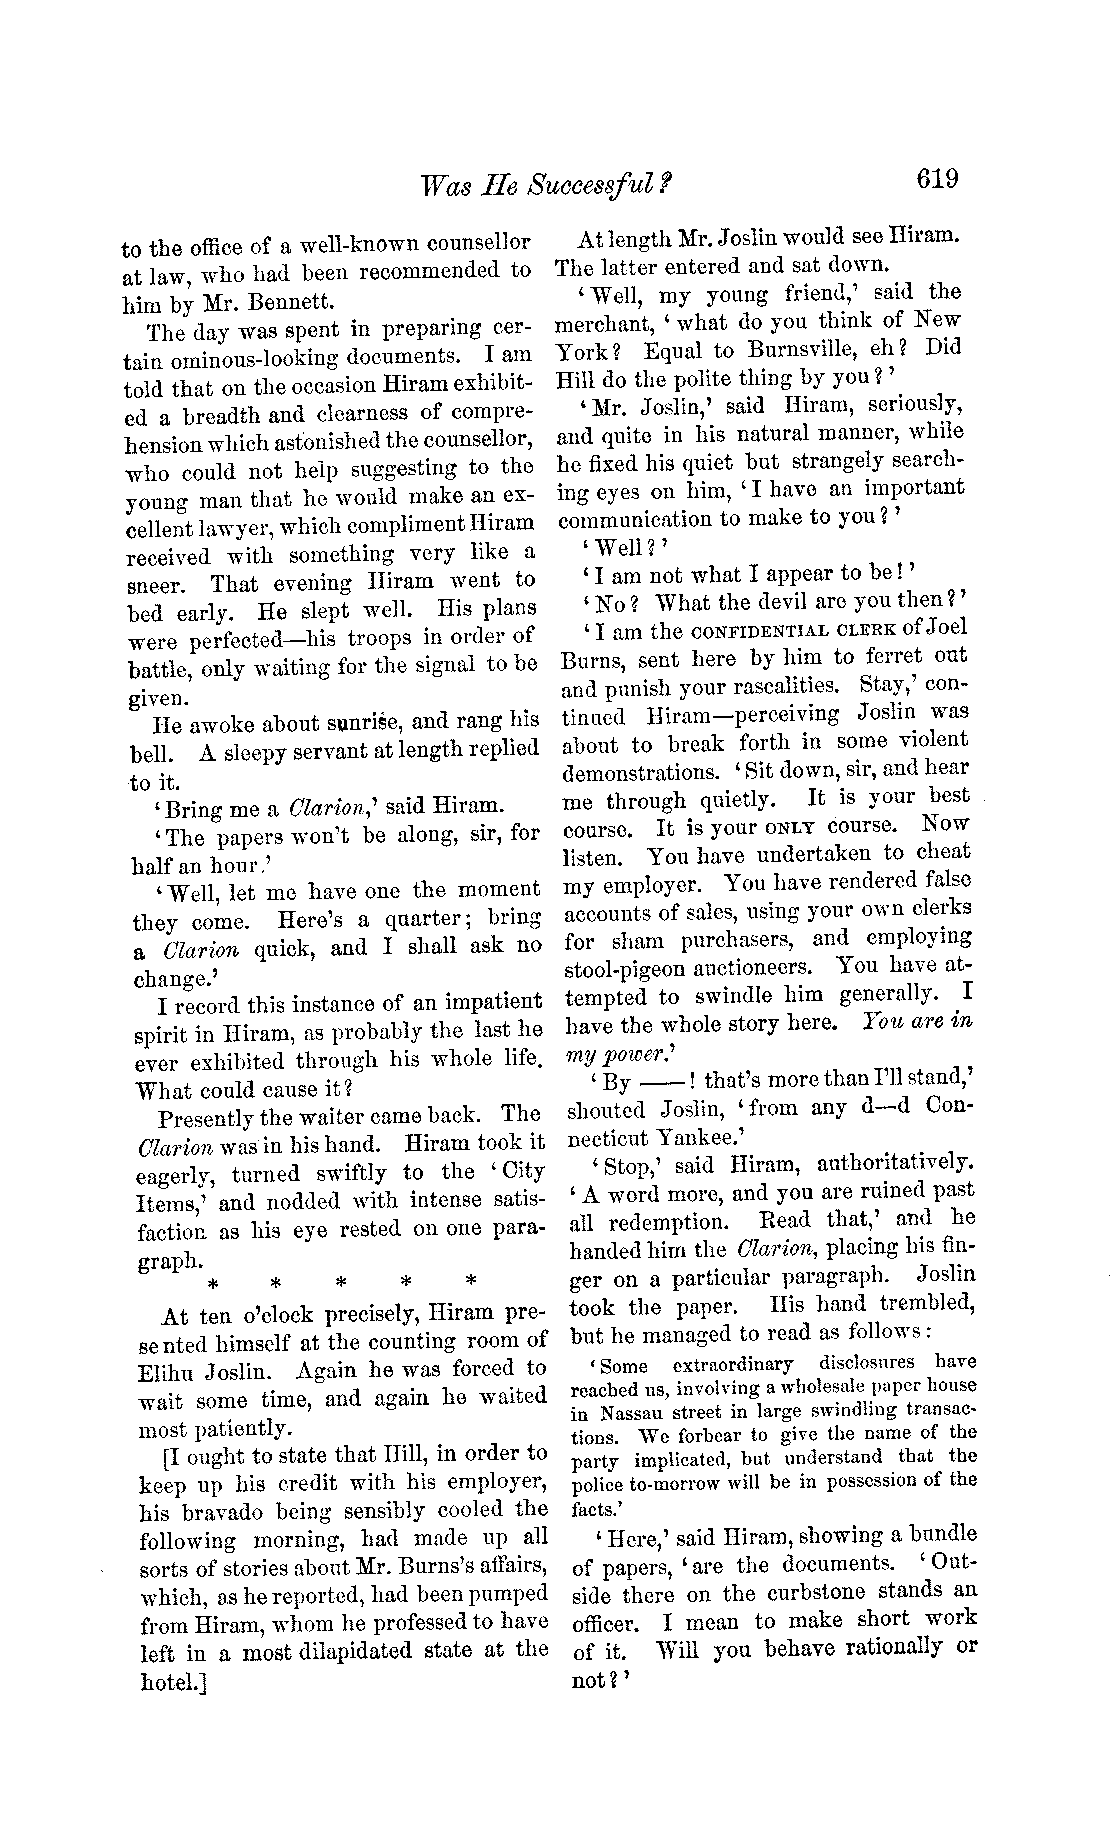 Was He Successful?
619
to the office of a well-known counsellor
at law, who had been recommended to
him by Mr. Bennett.
The day was spent in preparing cer-
tain ominous-looking documents. I am
told that on the occasion Hiram exhibit-
ed a breadth and clearness of compre-
hension which astonished the counsellor,
who could not help suggesting to the
young man that he would make an ex-
cellent lawyer, which compliment Hiram
received with something very like a
sneer. That evening Hiram went to
bed early. He slept well. His plans
were perfected—his troops in order of
battle, only waiting for the signal to be
given.
He awoke about sunrise, and rang his
bell. A sleepy servant at length replied
to it.
‘Bring me a Clarion,’ said Hiram.
‘The papers won't be along, sir, for
half an hour.’
‘Well, let me have one the moment
they come. Here's a quarter; bring
a Clarion quick, and I shall ask no
change.’
I record this instance of an impatient
spirit in Hiram, as probably the last he
ever exhibited through his whole life.
What could cause it?
Presently the waiter came back. The
Clarion was in his hand. Hiram took it
eagerly, turned swiftly to the ‘City
Items,’ and nodded with intense satis-
faction as his eye rested on one para-
graph.
* * * * *
At ten o'clock precisely, Hiram pre-
sented himself at the counting room of
Elihu Joslin. Again he was forced to
wait some time, and again he waited
most patiently.
[I ought to state that Hill, in order to
keep up his credit with his employer,
his bravado being sensibly cooled the
following morning, had made up all
sorts of stories about Mr. Burns's affairs,
which, as he reported, had been pumped
from Hiram, whom he professed to have
left in a most dilapidated state at the
hotel.]
At length Mr. Joslin would see Hiram.
The latter entered and sat down.
‘Well, my young friend,’ said the
merchant, ‘what do you think of New
York? Equal to Burnsville, eh? Did
Hill do the polite thing by you?’
‘Mr. Joslin,’ said Hiram, seriously,
and quite in his natural manner, while
he fixed his quiet but strangely search-
ing eyes on him, ‘I have an important
communication to make to you?’
‘Well?’
‘I am not what I appear to be!’
‘No? What the devil are you then?’
‘I am the CONFIDENTIAL CLERK of Joel
Burns, sent here by him to ferret out
and punish your rascalities. Stay,’ con-
tinued Hiram—perceiving Joslin was
about to break forth in some violent
demonstrations. ‘Sit down, sir, and hear
me through quietly. It is your best
course. It is your ONLY course. Now
listen. You have undertaken to cheat
my employer. You have rendered false
accounts of sales, using your own clerks
for sham purchasers, and employing
stool-pigeon auctioneers. You have at-
tempted to swindle him generally. I
have the whole story here. You are in
my power.’
‘By ——! that's more than I'll stand,’
shouted Joslin, ‘from any d—d Con-
necticut Yankee.’
‘Stop,’ said Hiram, authoritatively.
‘A word more, and you are ruined past
all redemption. Read that,’ and he
handed him the Clarion, placing his fin-
ger on a particular paragraph. Joslin
took the paper. His hand trembled,
but he managed to read as follows:
‘Some extraordinary disclosures have
reached us, involving a wholesale paper house
in Nassau street in large swindling transac-
tions. We forbear to give the name of the
party implicated, but understand that the
police to-morrow will be in possession of the
facts.’
‘Here,’ said Hiram, showing a bundle
of papers, ‘are the documents. ‘Out-
side there on the curbstone stands an
officer. I mean to make short work
of it. Will you behave rationally or
not?’